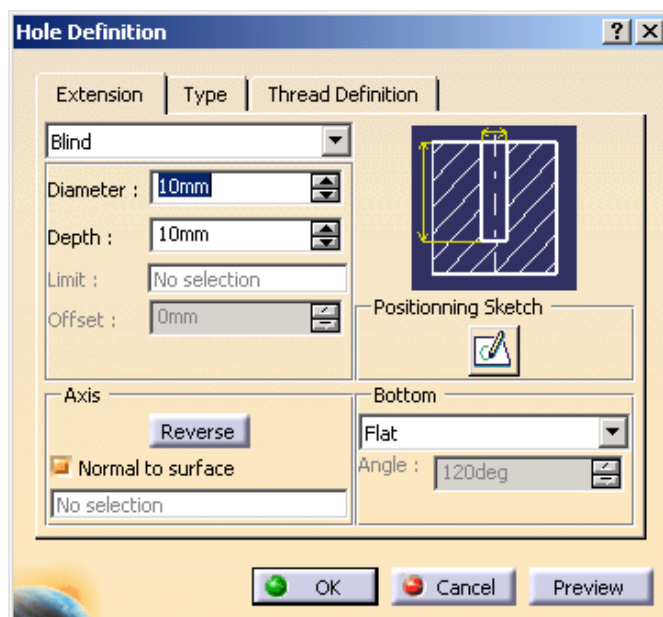 Hole Definition
Extension Type Thread Definition
Blind
Diameter : 10mm
Depth : 10mm
Limit : No selection
Offset : 0mm
Positionning Sketch
Axis
Reverse
Normal to surface
No selection
Bottom
Flat
Angle : 120deg
OK Cancel Preview